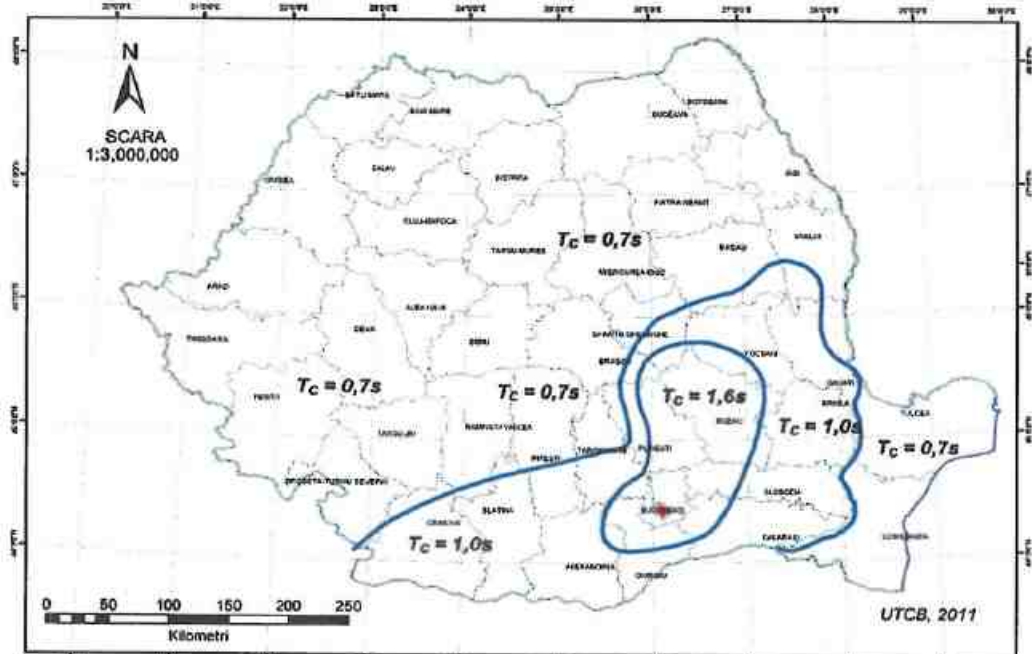 N
SCARA
1:3,000,000
SATU MARE
BAIA MARE
SUCEAVA
BOTOSANI
ORADEA
ZALAU
BISTRITA
IASI
PIATRA NEAMT
CLUJ-NAPOCA
TARGU MURES
BACAU
VASLUI
TC = 0,7s
MIERCUREA-CIUC
ARAD
ALBA IULIA
DEVA
SIBIU
TIMISOARA
SFANTU GHEORGHE
BRASOV
FOCSANI
GALATI
BRAILA
TULCEA
RESITA
TC = 0,7s
TC = 0,7s
TC = 1,6s
BUZAU
TC = 1,0s
TC = 0,7s
TARGU JIU
RAMNICU VALCEA
PITESTI
TARGOVISTE
PLOIESTI
DROBETA-TURNU SEVERIN
SLOBOZIA
CRAIOVA
SLATINA
BUCURESTI
TC = 1,0s
CALARASI
CONSTANTA
ALEXANDRIA
GIURGIU
0 50 100 150 200 250
Kilometri
UTCB, 2011